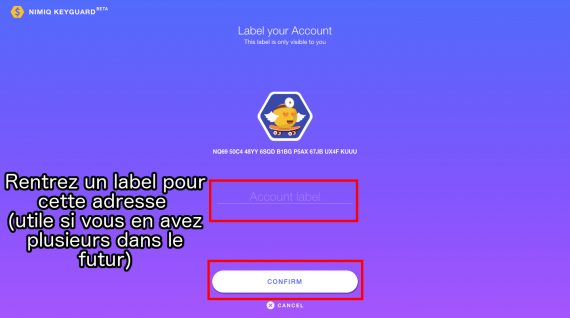 NIMIQ KEYGUARD BETA
Label your Account
This label is only visible to you
NQ69 50C4 48YY 6SQD B1BG P5AX 67JB UX4F KUUU
Rentrez un label pour
cette adresse
(utile si vous en avez
plusieurs dans le
futur)
Account label
CONFIRM
CANCEL